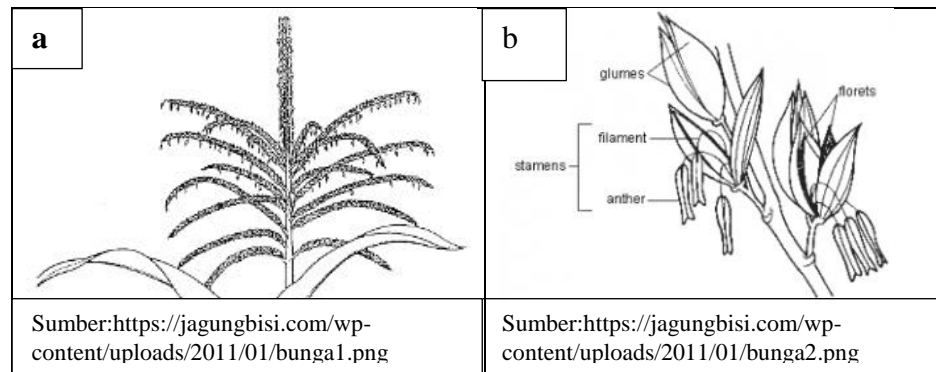 a
b
glumes
florets
filament
stamens
anther
Sumber:https://jagungbisi.com/wp-
content/uploads/2011/01/bunga1.png
Sumber:https://jagungbisi.com/wp-
content/uploads/2011/01/bunga2.png